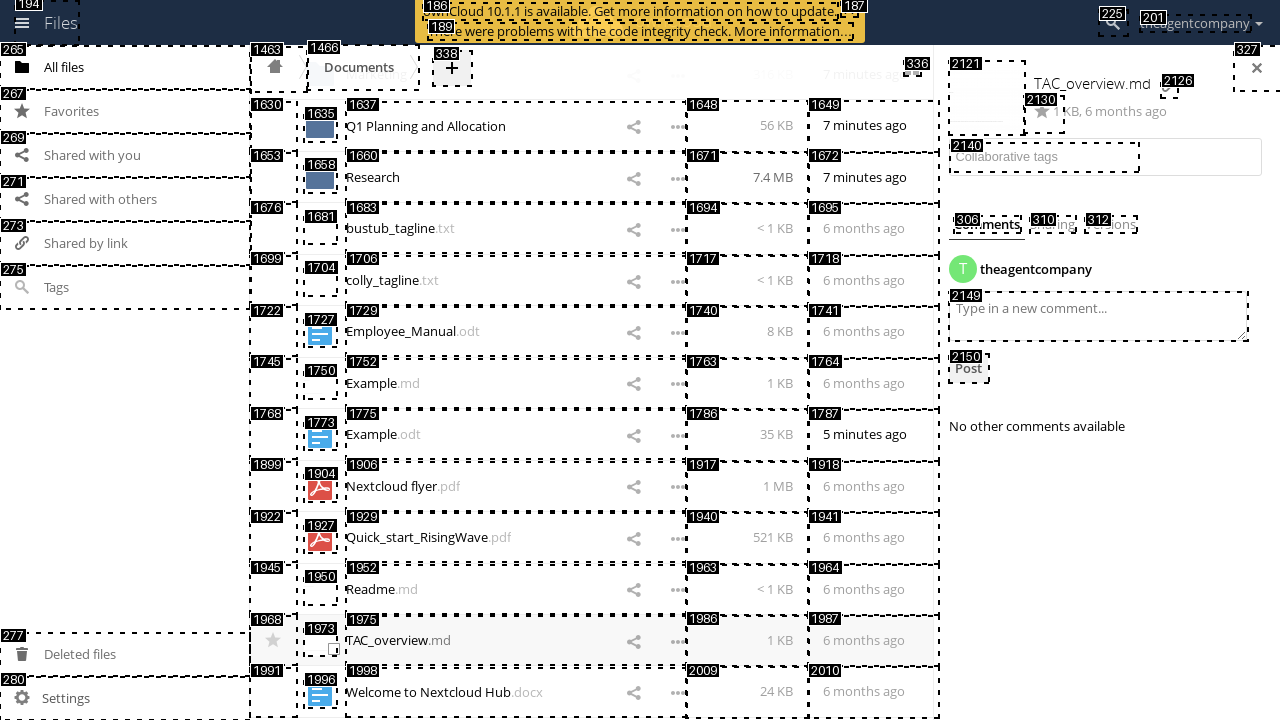 194
Files
186
ownCloud 10.1.1 is available. Get more information on how to update.
187
189
There were problems with the code integrity check. More information…
225
201
theagentcompany
265
All files
267
Favorites
269
Shared with you
271
Shared with others
273
Shared by link
275
Tags
277
Deleted files
280
Settings
1463
1466
Documents
338
+
336
7 minutes ago
1630 1635 1637
Q1 Planning and Allocation
1648
56 KB
1649
7 minutes ago
1653 1658 1660
Research
1671
7.4 MB
1672
7 minutes ago
1676 1681 1683
bustub_tagline.txt
1694
< 1 KB
1695
6 months ago
1699 1704 1706
colly_tagline.txt
1717
< 1 KB
1718
6 months ago
1722 1727 1729
Employee_Manual.odt
1740
8 KB
1741
6 months ago
1745 1750 1752
Example.md
1763
1 KB
1764
6 months ago
1768 1773 1775
Example.odt
1786
35 KB
1787
5 minutes ago
1899 1904 1906
Nextcloud flyer.pdf
1917
1 MB
1918
6 months ago
1922 1927 1929
Quick_start_RisingWave.pdf
1940
521 KB
1941
6 months ago
1945 1950 1952
Readme.md
1963
< 1 KB
1964
6 months ago
1968 1973 1975
TAC_overview.md
1986
1 KB
1987
6 months ago
1991 1996 1998
Welcome to Nextcloud Hub.docx
2009
24 KB
2010
6 months ago
327
2121
TAC_overview.md
2126
2130
1 KB, 6 months ago
2140
Collaborative tags
306
Comments
310
Sharing
312
Versions
T theagentcompany
2149
Type in a new comment...
2150
Post
No other comments available